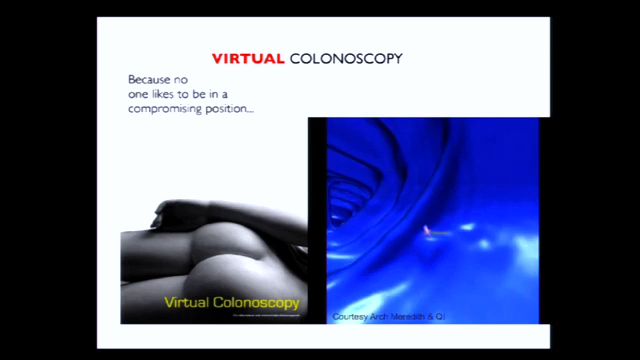 VIRTUAL COLONOSCOPY
Because no
one likes to be in a
compromising position...
Virtual Colonoscopy
Courtesy Arch Meredith & QI